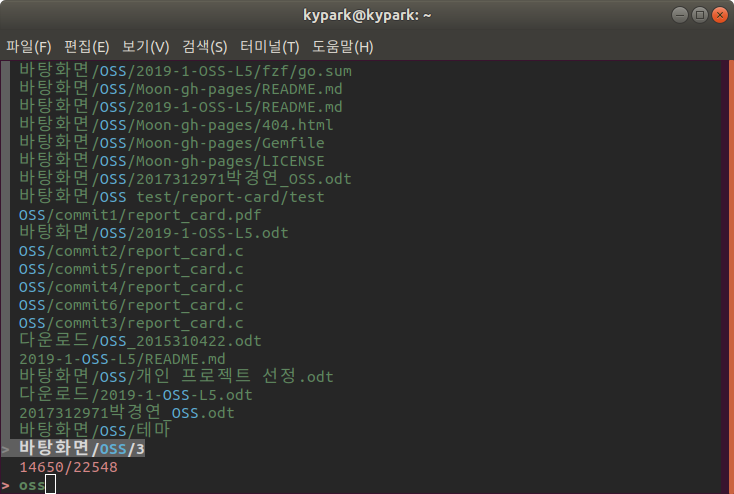 kypark@kypark: ~
파일(F) 편집(E) 보기(V) 검색(S) 터미널(T) 도움말(H)
바탕화면/OSS/2019-1-OSS-L5/fzf/go.sum
바탕화면/OSS/Moon-gh-pages/README.md
바탕화면/OSS/2019-1-OSS-L5/README.md
바탕화면/OSS/Moon-gh-pages/404.html
바탕화면/OSS/Moon-gh-pages/Gemfile
바탕화면/OSS/Moon-gh-pages/LICENSE
바탕화면/OSS/2017312971박경연_OSS.odt
바탕화면/OSS test/report-card/test
OSS/commit1/report_card.pdf
바탕화면/OSS/2019-1-OSS-L5.odt
OSS/commit2/report_card.c
OSS/commit5/report_card.c
OSS/commit4/report_card.c
OSS/commit6/report_card.c
OSS/commit3/report_card.c
다운로드/OSS_2015310422.odt
2019-1-OSS-L5/README.md
바탕화면/OSS/개인 프로젝트 선정.odt
다운로드/2019-1-OSS-L5.odt
2017312971박경연_OSS.odt
바탕화면/OSS/테마
> 바탕화면/OSS/3
14650/22548
> oss